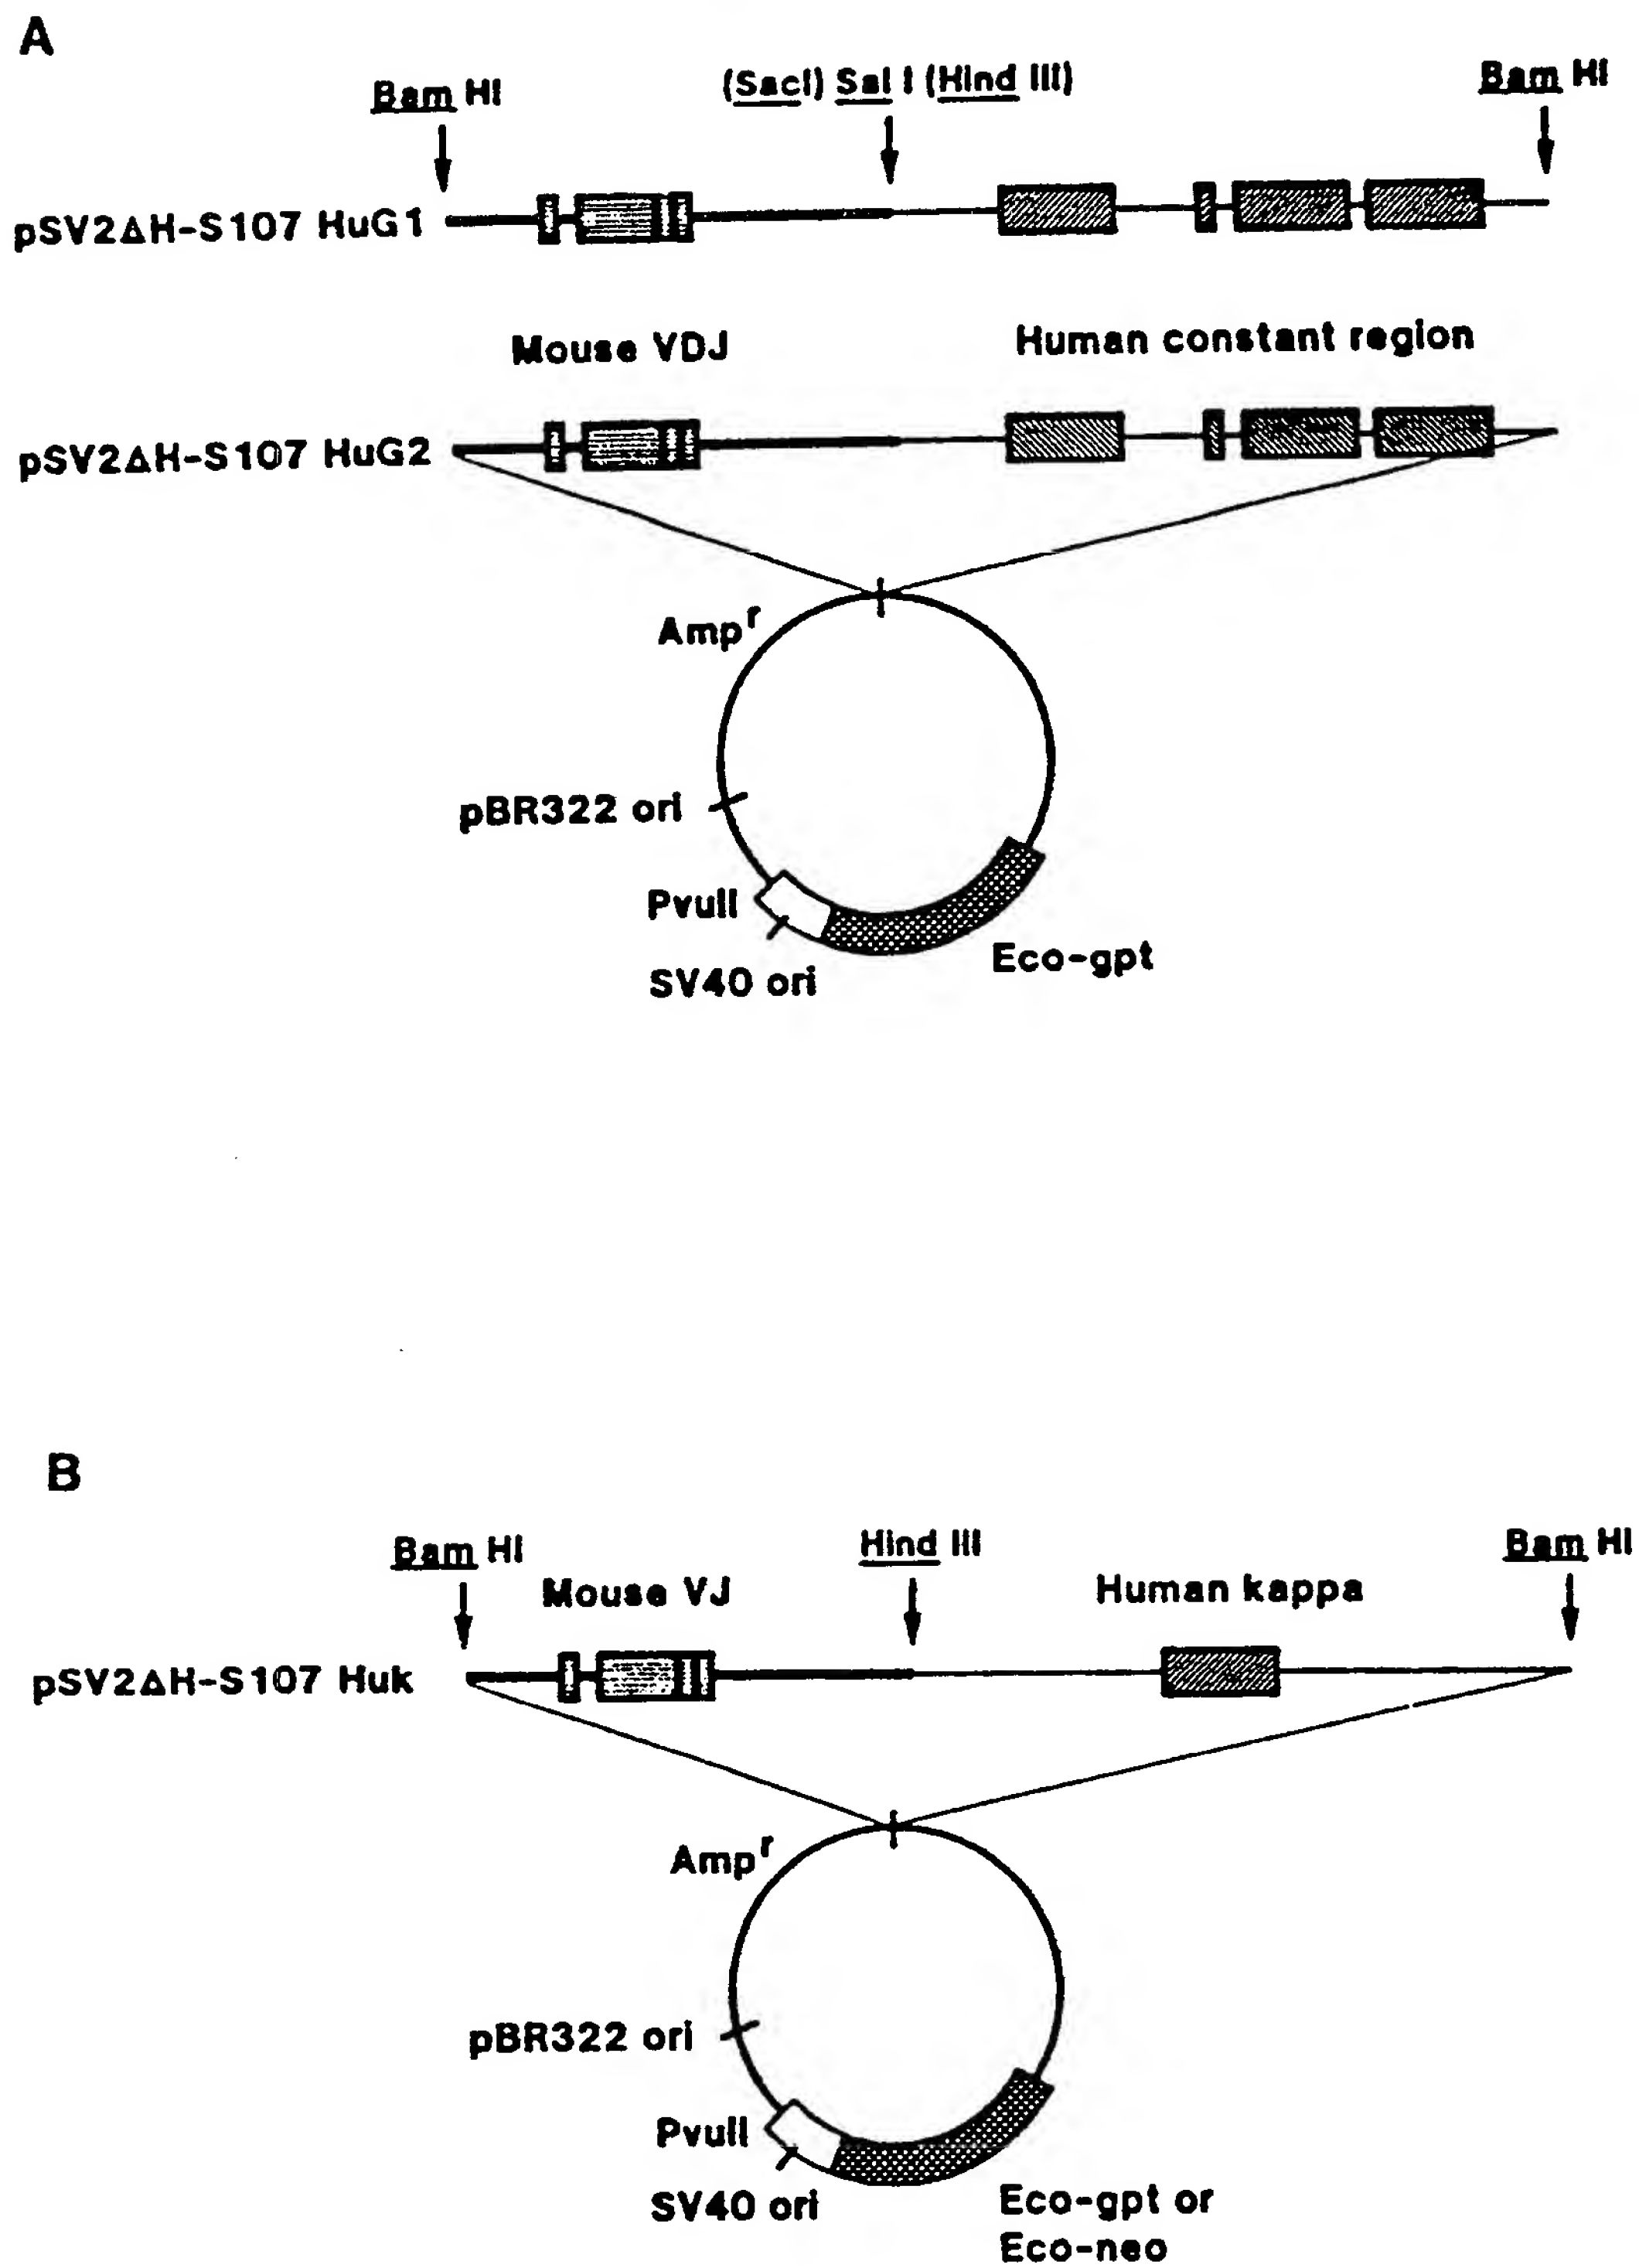 A
Bam HI
(SacI) Sal I (Hind III)
Bam HI
pSV2ΔH-S107 HuG1
Mouse VDJ
Human constant region
pSV2ΔH-S107 HuG2
Amp^r
pBR322 ori
PvuII
SV40 ori
Eco-gpt
B
Bam HI
Mouse VJ
Hind III
Human kappa
Bam HI
pSV2ΔH-S107 Huk
Amp^r
pBR322 ori
PvuII
SV40 ori
Eco-gpt or
Eco-neo